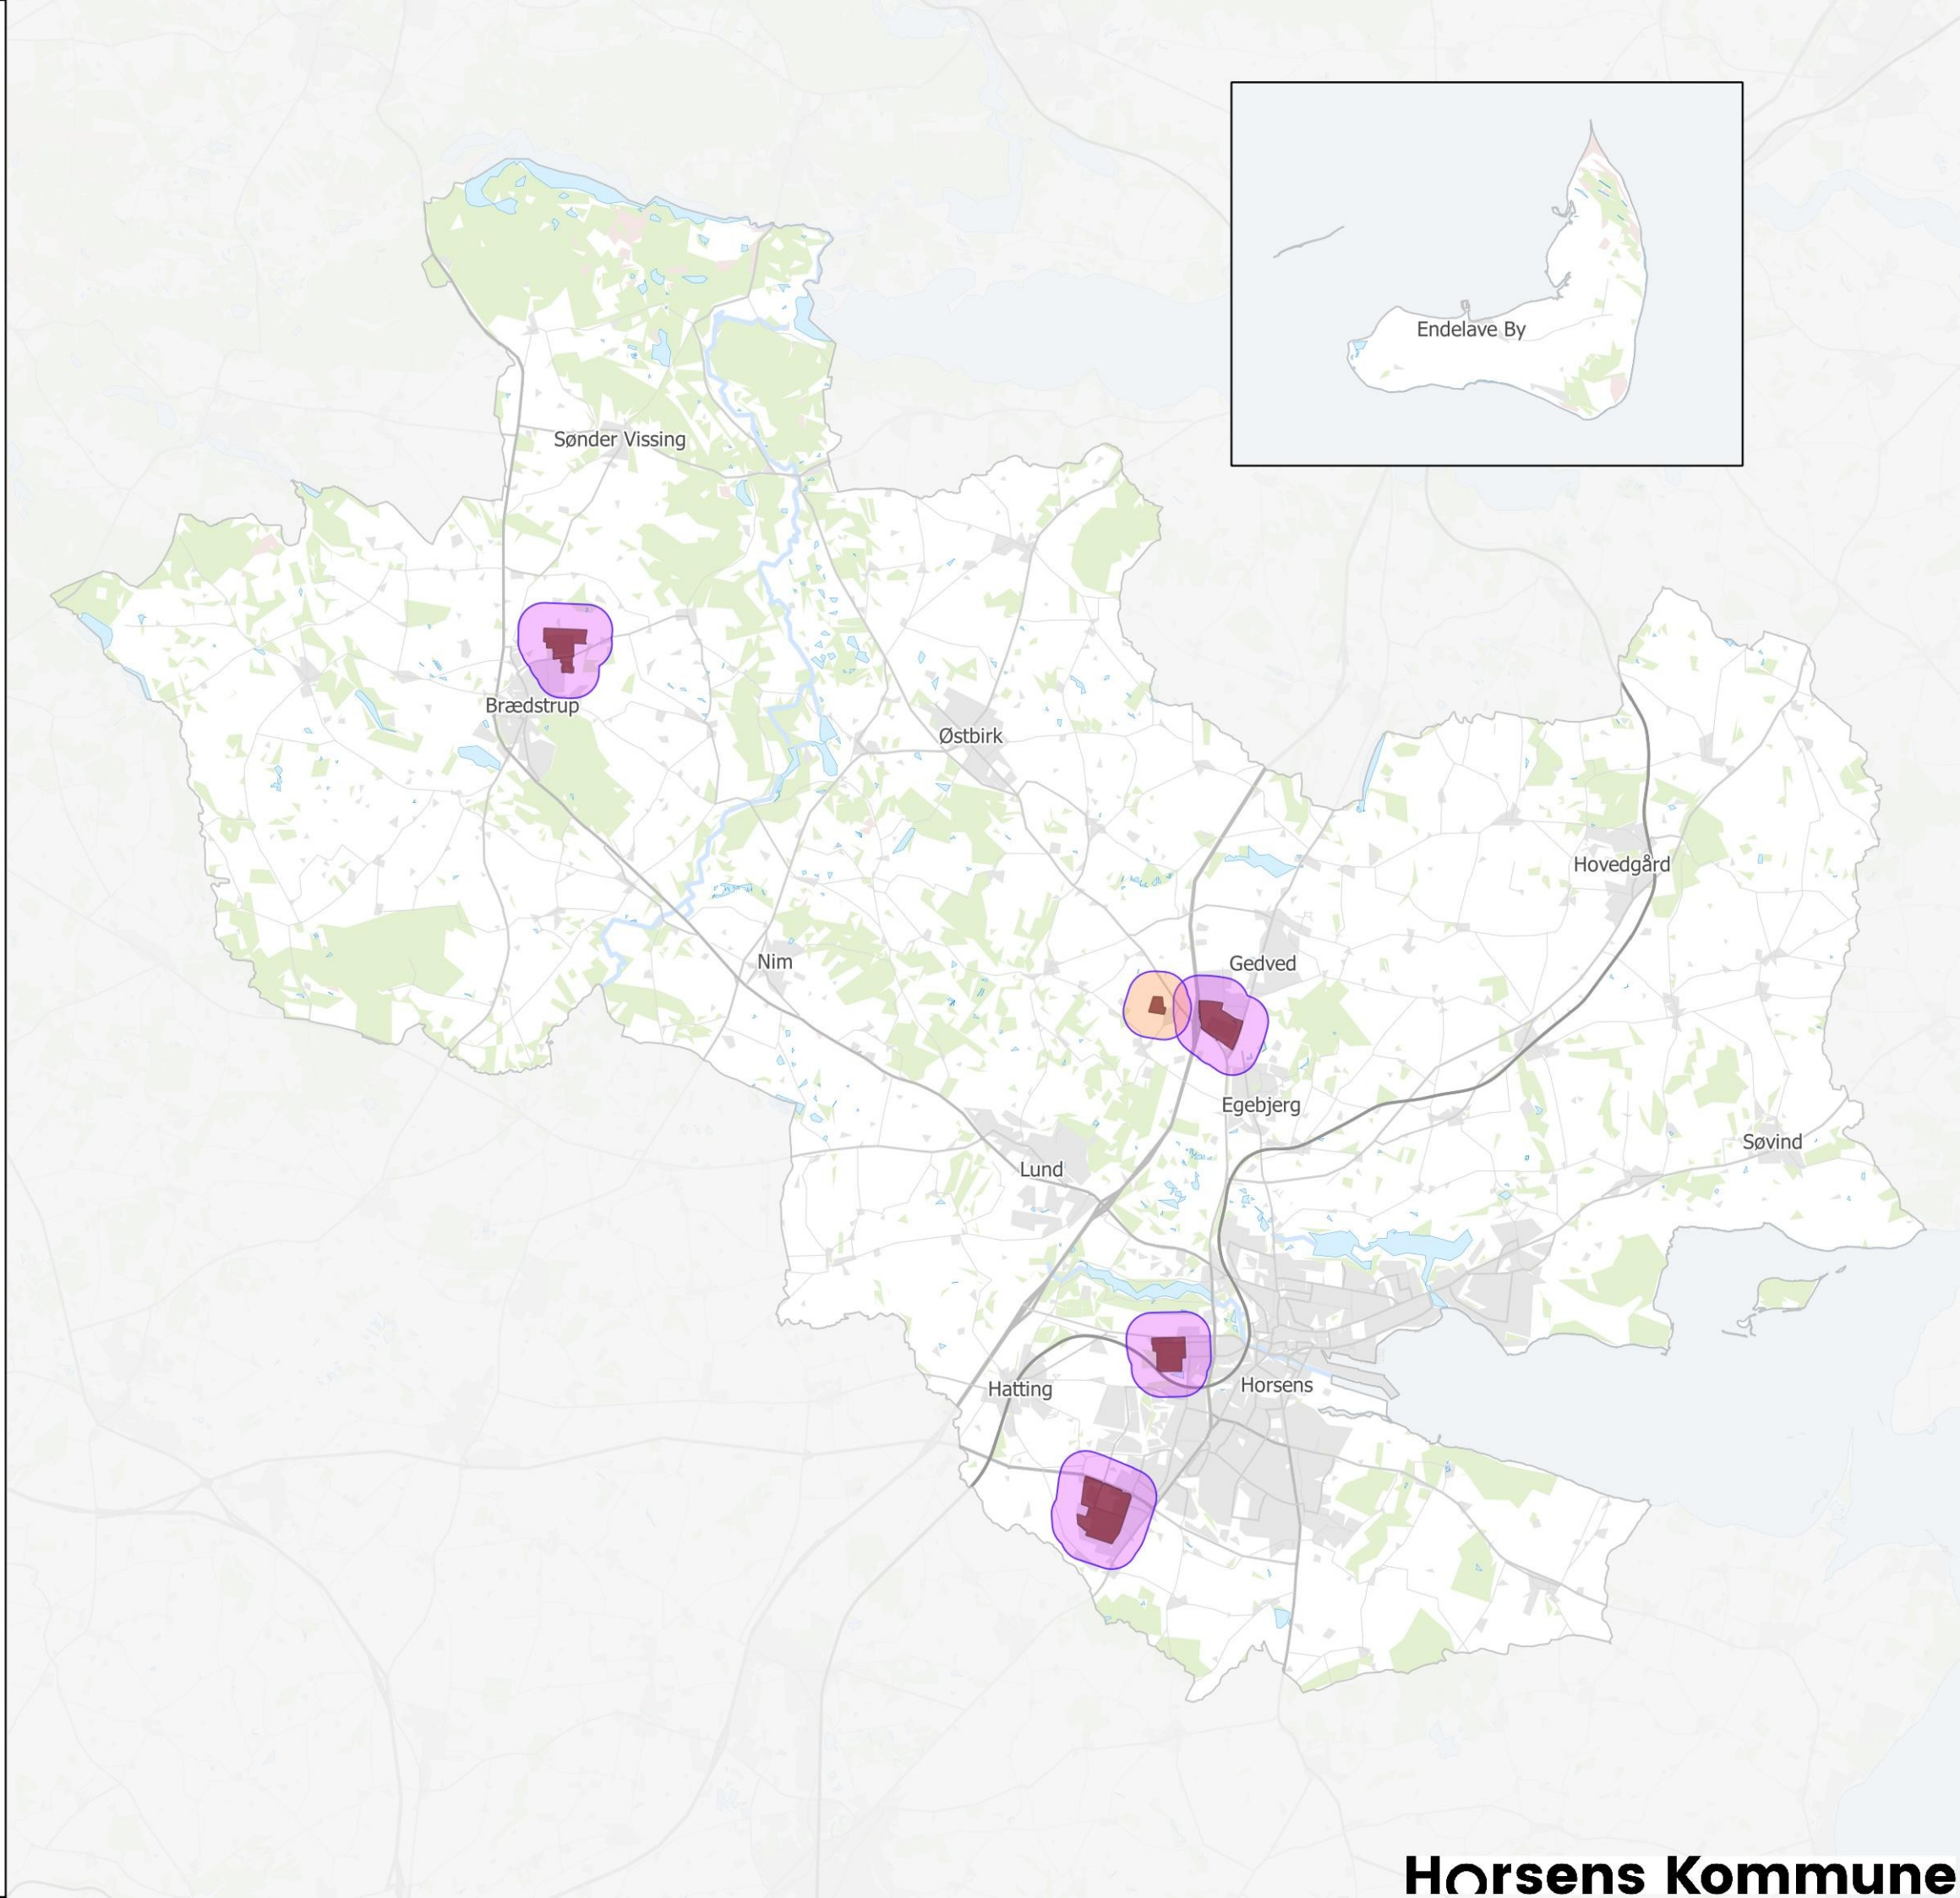 Endelave By
Sønder Vissing
Brædstrup
Østbirk
Hovedgård
Nim
Gedved
Egebjerg
Søvind
Lund
Horsens
Hatting
Horsens Kommune